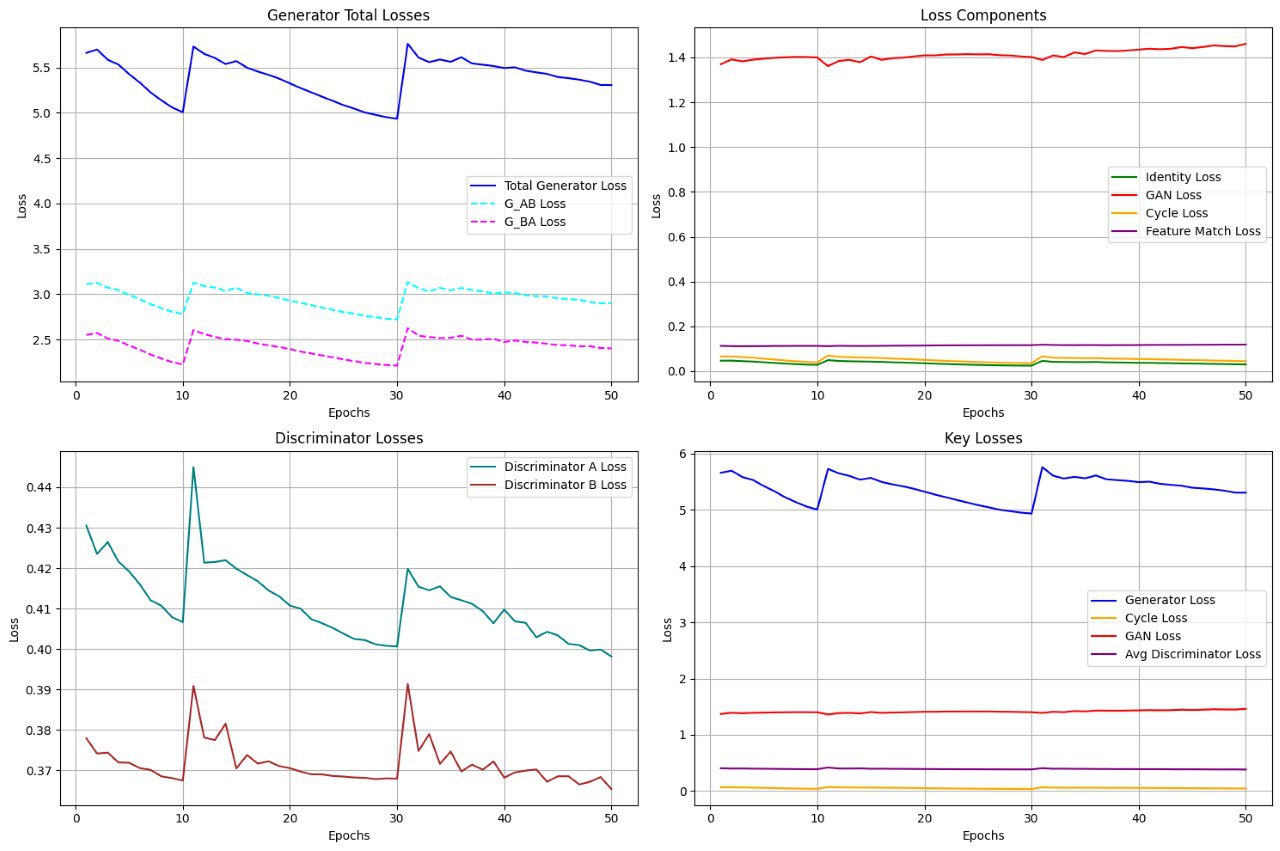 Generator Total Losses
Loss
5.5
5.0
4.5
4.0
3.5
3.0
2.5
Total Generator Loss
G_AB Loss
G_BA Loss
0 10 20 30 40 50
Epochs
Loss Components
Loss
1.4
1.2
1.0
0.8
0.6
0.4
0.2
0.0
Identity Loss
GAN Loss
Cycle Loss
Feature Match Loss
0 10 20 30 40 50
Epochs
Discriminator Losses
Loss
0.44
0.43
0.42
0.41
0.40
0.39
0.38
0.37
Discriminator A Loss
Discriminator B Loss
0 10 20 30 40 50
Epochs
Key Losses
Loss
6
5
4
3
2
1
0
Generator Loss
Cycle Loss
GAN Loss
Avg Discriminator Loss
0 10 20 30 40 50
Epochs